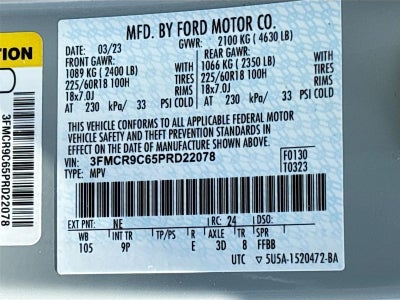 MFD. BY FORD MOTOR CO.
DATE: 03/23 GVWR: 2100 KG ( 4630 LB)
FRONT GAWR: REAR GAWR:
1089 KG ( 2400 LB) 1066 KG ( 2350 LB)
225/60R18 100H TIRES 225/60R18 100H
18x7.0J RIMS 18x7.0J
AT 230 kPa/ 33 PSI COLD AT 230 kPa/ 33 PSI COLD
THIS VEHICLE CONFORMS TO ALL APPLICABLE FEDERAL MOTOR
VEHICLE SAFETY AND THEFT PREVENTION STANDARDS IN EFFECT
ON THE DATE OF MANUFACTURE SHOWN ABOVE.
VIN: 3FMCR9C65PRD22078 F0130
TYPE: MPV T0323
EXT PNT: NE RC: 24 DSO:
WB INT TR TP/PS R AXLE TR SPR
105 9P E 3D 8 FFBB
UTC 5U5A-1520472-BA
3FMCR9C65PRD22078